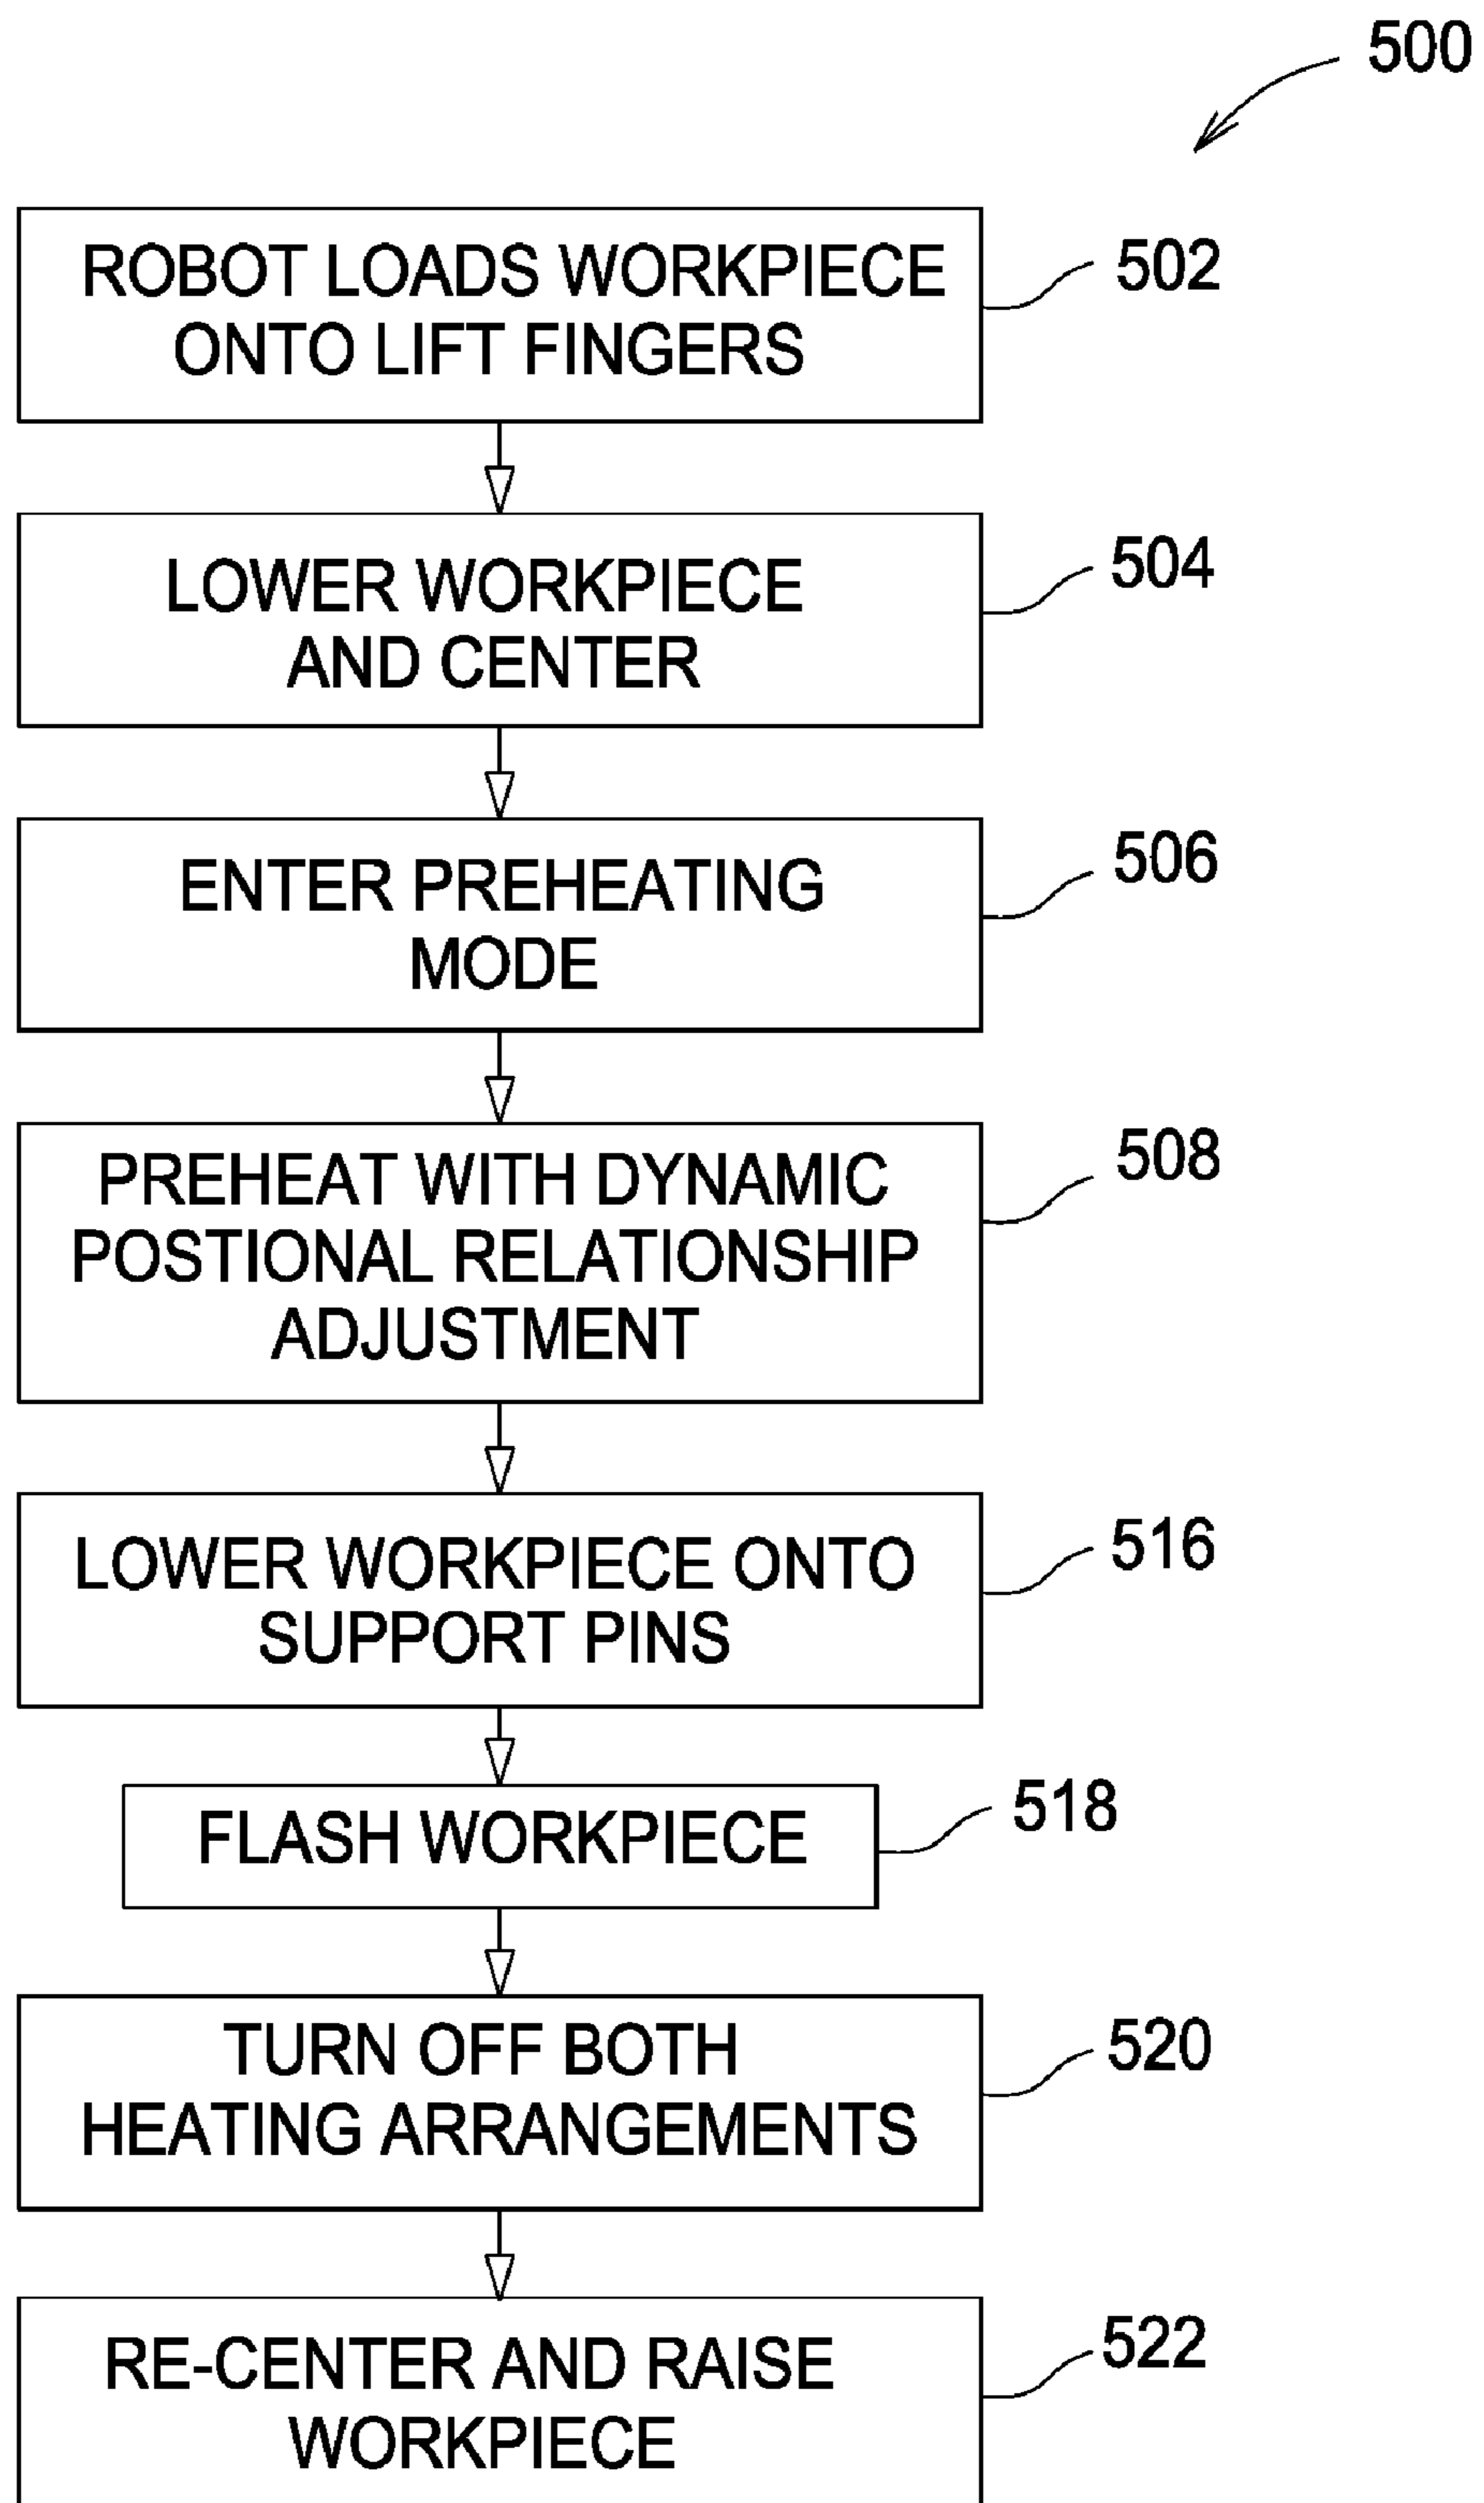 500
ROBOT LOADS WORKPIECE
ONTO LIFT FINGERS
502
LOWER WORKPIECE
AND CENTER
504
ENTER PREHEATING
MODE
506
PREHEAT WITH DYNAMIC
POSTIONAL RELATIONSHIP
ADJUSTMENT
508
LOWER WORKPIECE ONTO
SUPPORT PINS
516
FLASH WORKPIECE
518
TURN OFF BOTH
HEATING ARRANGEMENTS
520
RE-CENTER AND RAISE
WORKPIECE
522